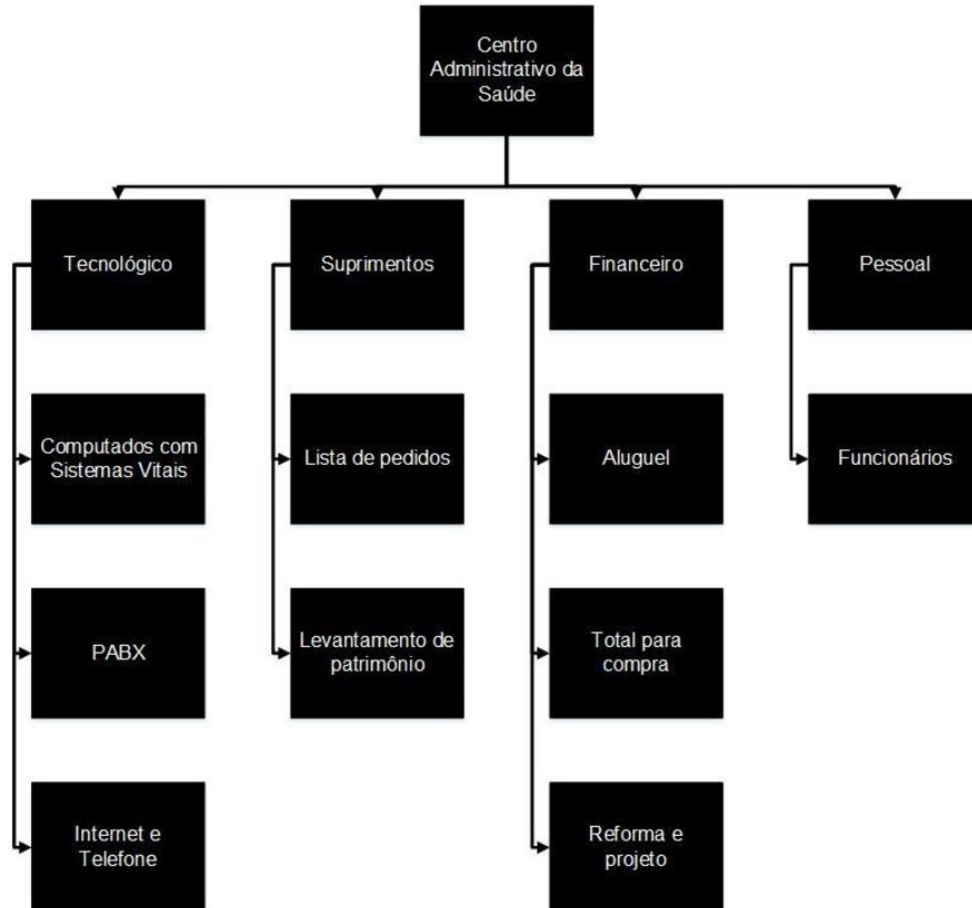 Centro
Administrativo da
Saúde
Tecnológico
Suprimentos
Financeiro
Pessoal
Computados com
Sistemas Vitais
Lista de pedidos
Aluguel
Funcionários
PABX
Levantamento de
patrimônio
Total para
compra
Internet e
Telefone
Reforma e
projeto